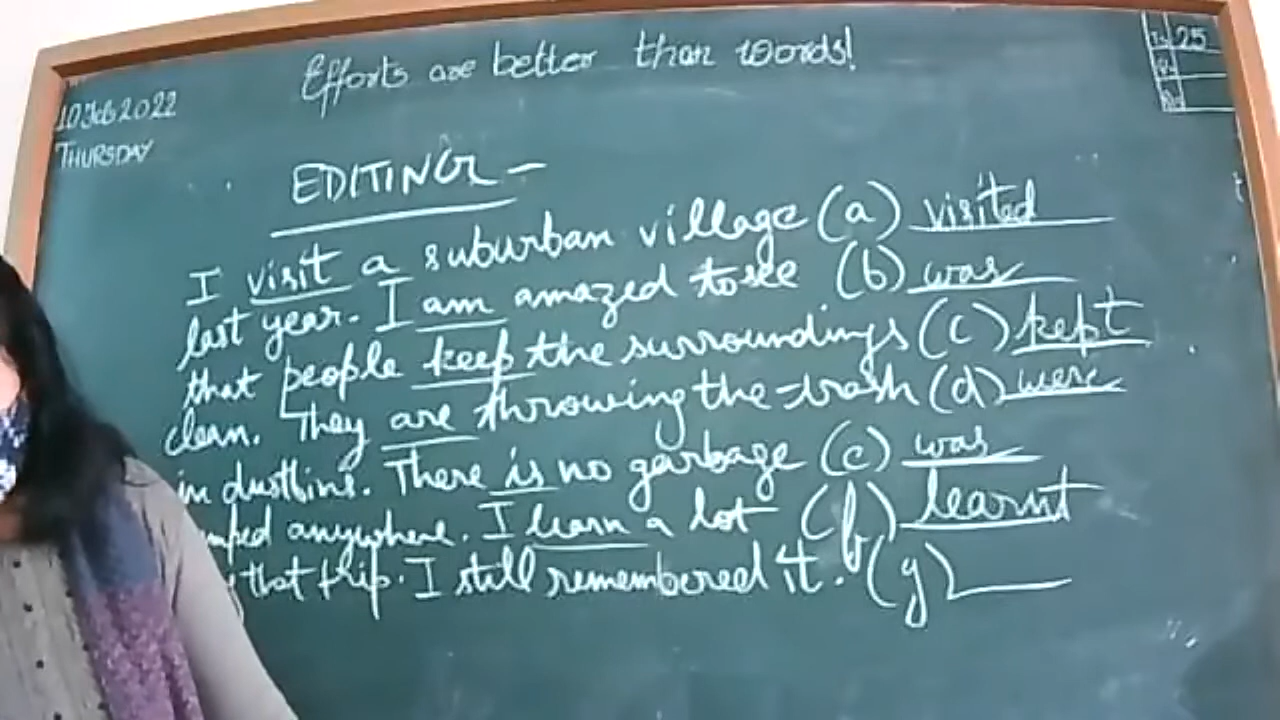 Efforts are better than words!
25
10 Feb 2022
THURSDAY
EDITING -
I visit a suburban village (a) visited
last year. I am amazed to see (b) was
that people keep the surroundings (c) kept
clean. They are throwing the trash (d) were
in dustbins. There is no garbage (e) was
anywhere. I learn a lot (f) learnt
that trip. I still remembered it. (g)